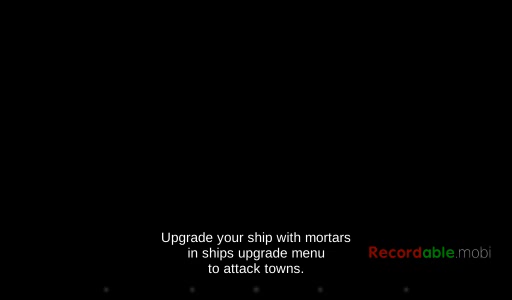 Upgrade your ship with mortars
in ships upgrade menu
to attack towns.
Recordable.mobi